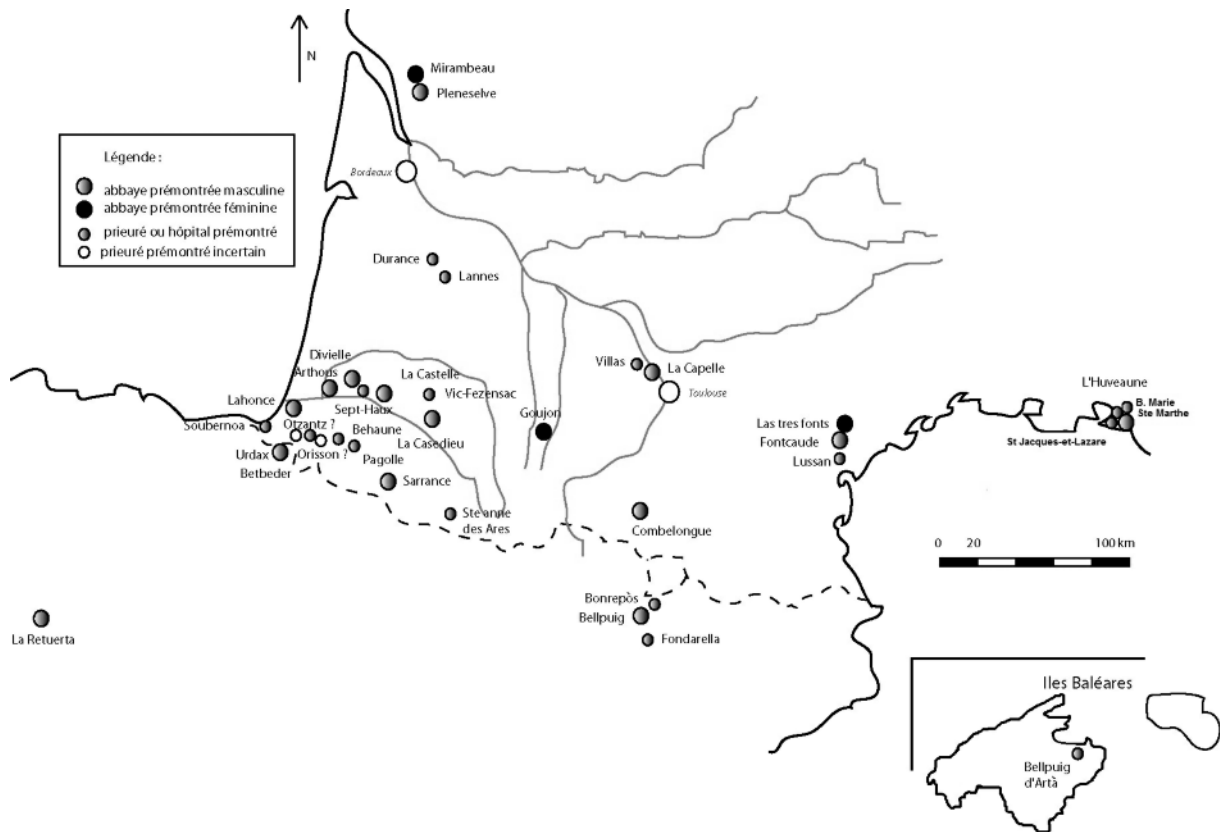 N
Mirambeau
Pleneselve
Légende :
abbaye prémontrée masculine
abbaye prémontrée féminine
prieuré ou hôpital prémontré
prieuré prémontré incertain
Bordeaux
Durance
Lannes
Divielle
Arthous
La Castelle
Villas
La Capelle
Vic-Fezensac
Lahonce
Sept-Haux
Toulouse
L'Huveaune
B. Marie
Ste Marthe
Soubernoa
Otzantz ?
Behaune
La Casedieu
Goujon
Las tres fonts
Fontcaude
St Jacques-et-Lazare
Urdax
Orisson ?
Pagolle
Lussan
Betbeder
Sarrance
Ste anne
des Ares
Combelongue
0 20 100 km
Bonrepòs
Bellpuig
Fondarella
La Retuerta
Iles Baléares
Bellpuig
d'Artà